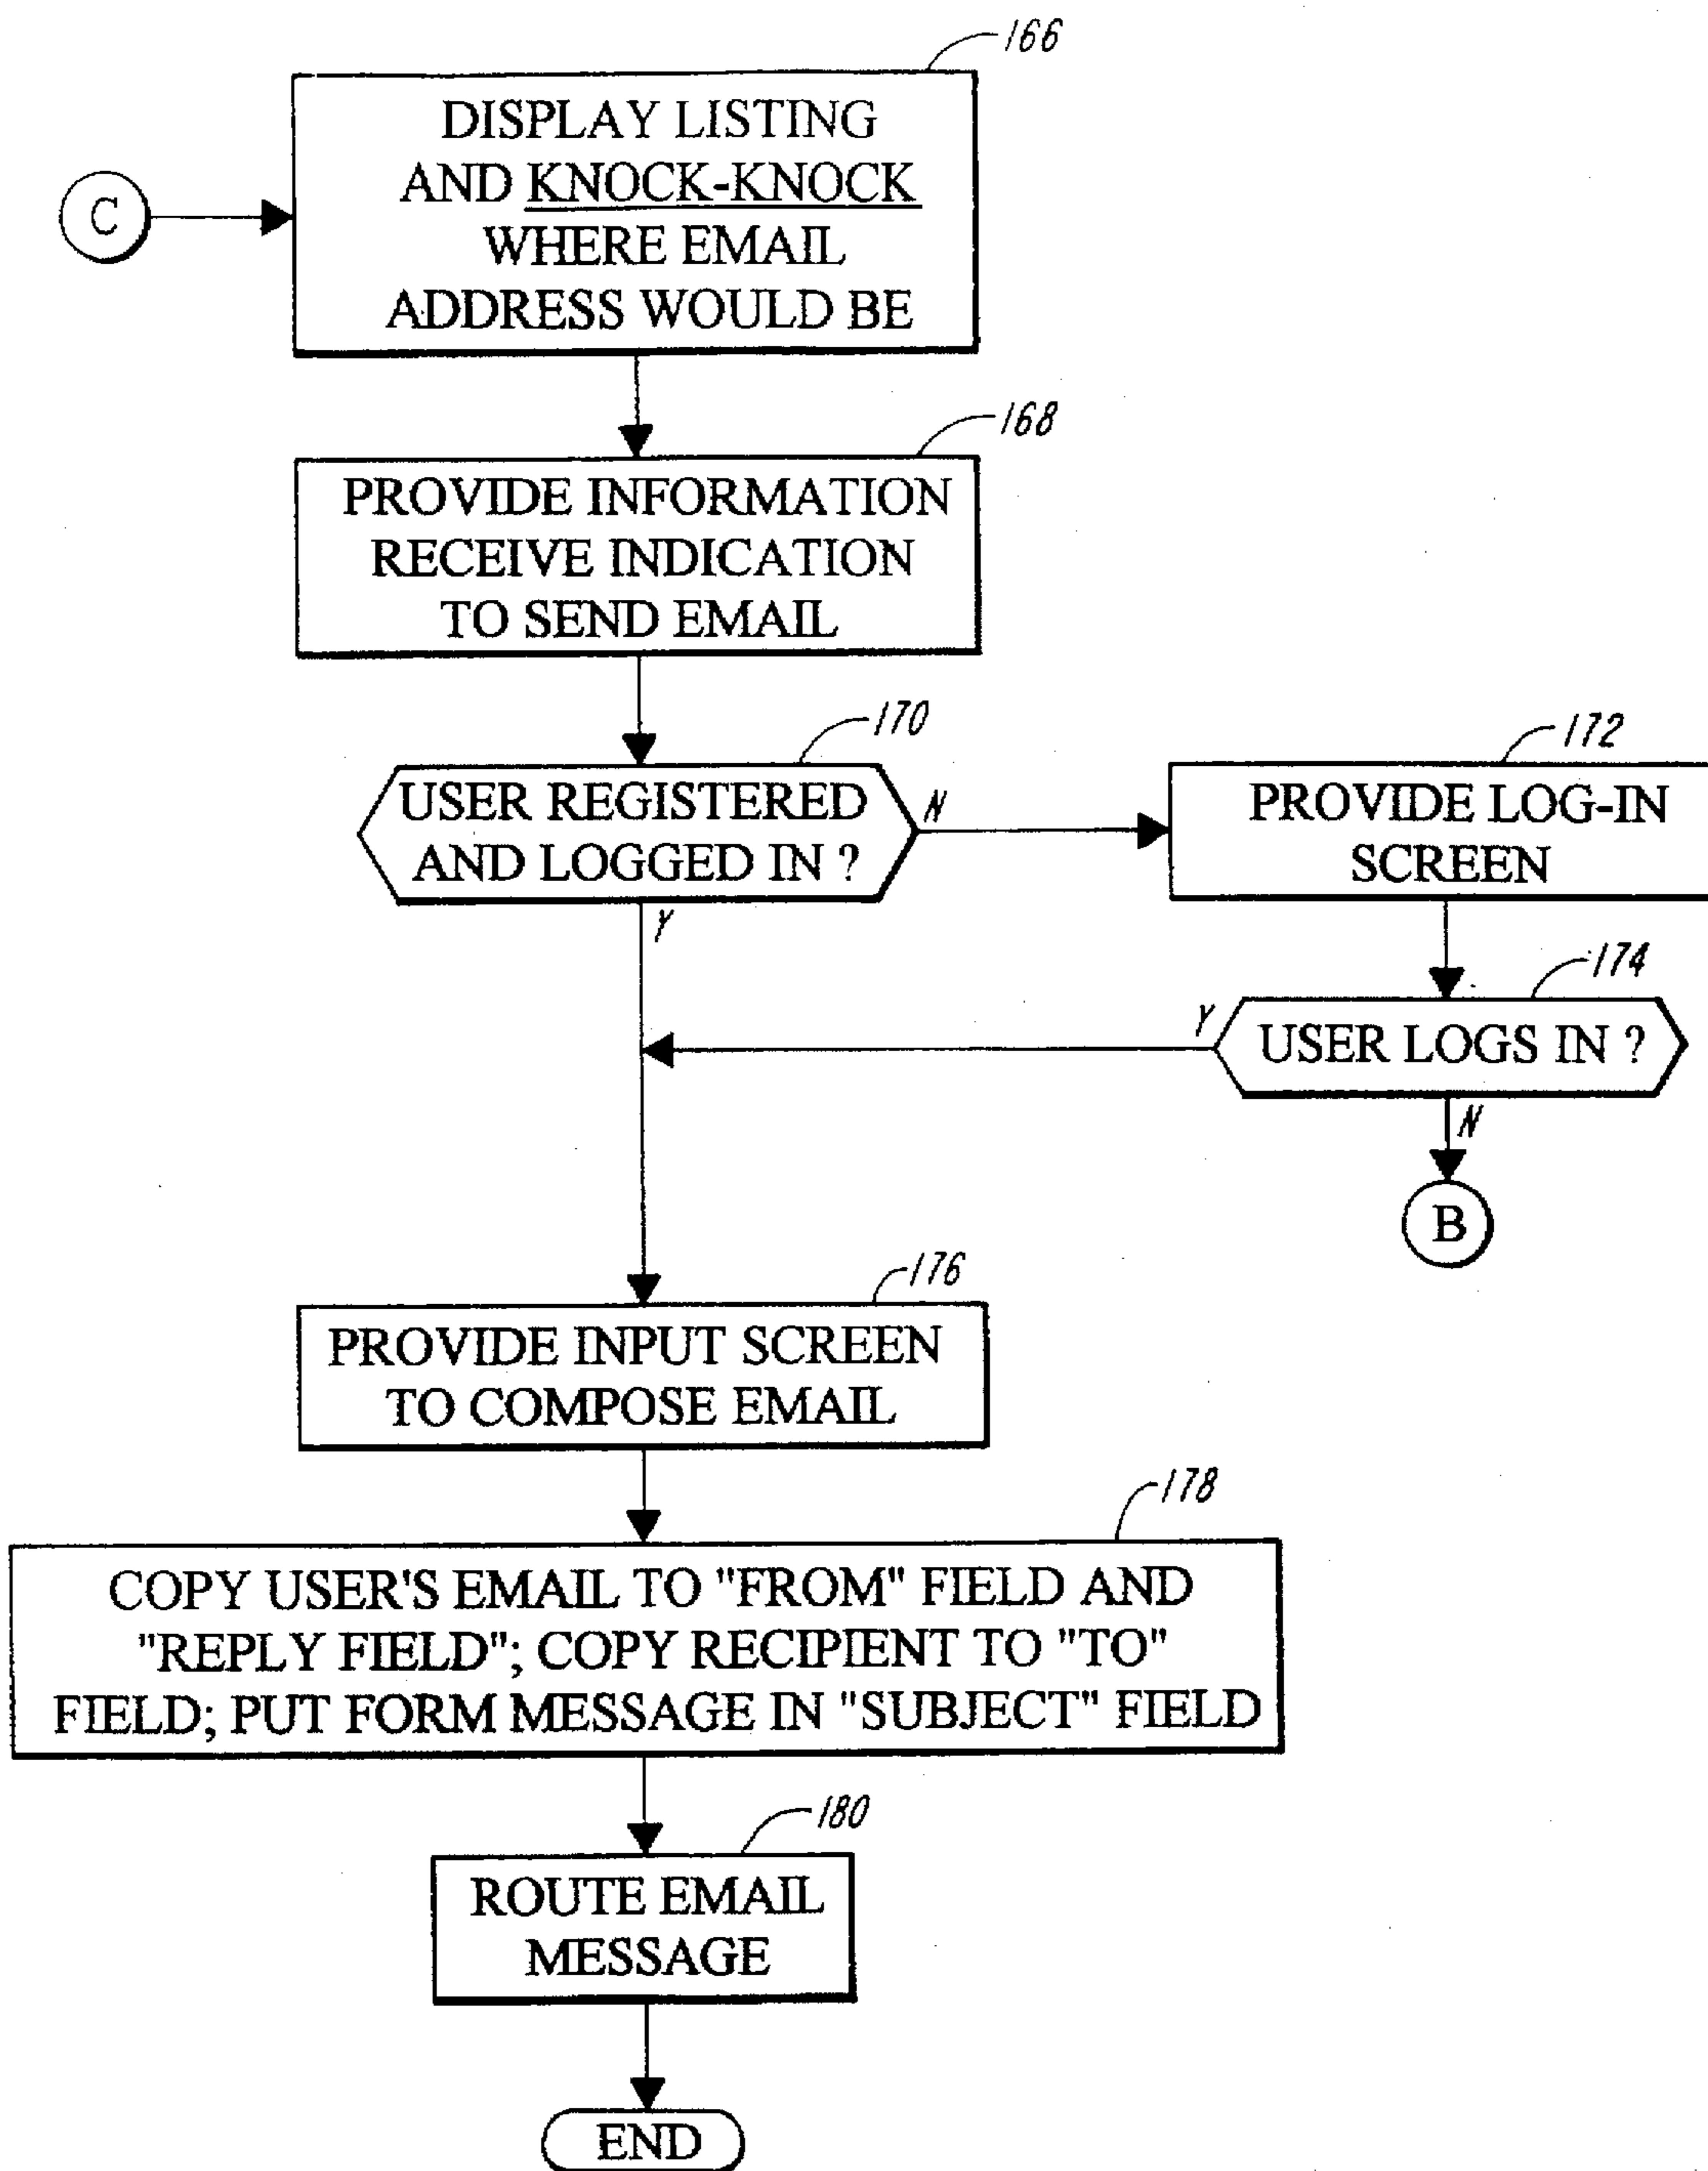 166
DISPLAY LISTING
AND KNOCK-KNOCK
WHERE EMAIL
ADDRESS WOULD BE
C
168
PROVIDE INFORMATION
RECEIVE INDICATION
TO SEND EMAIL
170
USER REGISTERED
AND LOGGED IN ?
N
Y
172
PROVIDE LOG-IN
SCREEN
174
USER LOGS IN ?
Y
N
B
176
PROVIDE INPUT SCREEN
TO COMPOSE EMAIL
178
COPY USER'S EMAIL TO "FROM" FIELD AND
"REPLY FIELD"; COPY RECIPIENT TO "TO"
FIELD; PUT FORM MESSAGE IN "SUBJECT" FIELD
180
ROUTE EMAIL
MESSAGE
END